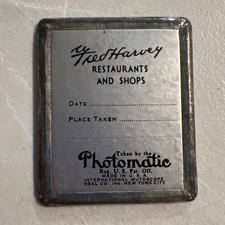 Fred Harvey
RESTAURANTS
AND SHOPS
DATE
PLACE TAKEN
Taken by the
Photomatic
Reg. U. S. Pat. Off.
MADE IN U.S.A.
INTERNATIONAL MUTOSCOPE
REEL CO., INC. NEW YORK CITY